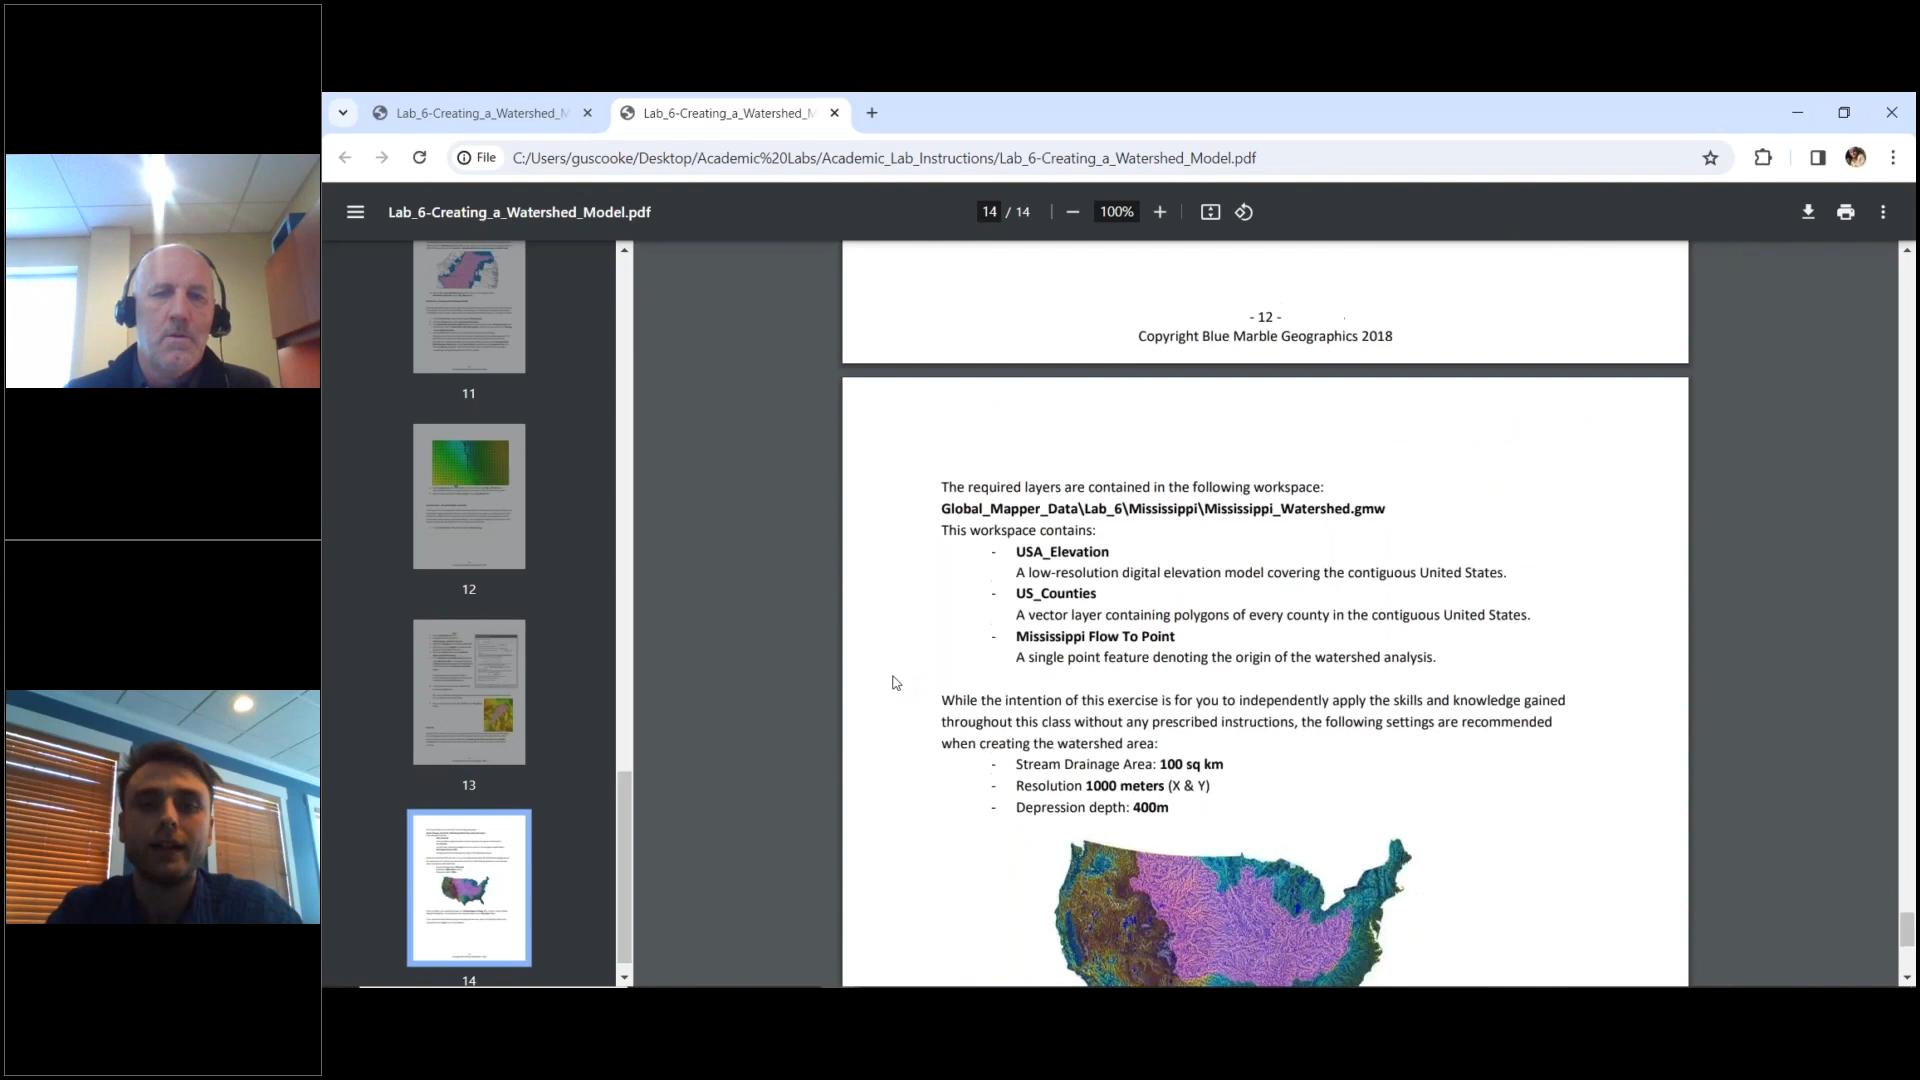 Lab_6-Creating_a_Watershed_M
Lab_6-Creating_a_Watershed_M
File
C:/Users/guscooke/Desktop/Academic%20Labs/Academic_Lab_Instructions/Lab_6-Creating_a_Watershed_Model.pdf
Lab_6-Creating_a_Watershed_Model.pdf
14 / 14
100%
11
12
13
14
- 12 -
Copyright Blue Marble Geographics 2018
The required layers are contained in the following workspace:
Global_Mapper_Data\Lab_6\Mississippi\Mississippi_Watershed.gmw
This workspace contains:
- USA_Elevation
A low-resolution digital elevation model covering the contiguous United States.
- US_Counties
A vector layer containing polygons of every county in the contiguous United States.
- Mississippi Flow To Point
A single point feature denoting the origin of the watershed analysis.
While the intention of this exercise is for you to independently apply the skills and knowledge gained
throughout this class without any prescribed instructions, the following settings are recommended
when creating the watershed area:
- Stream Drainage Area: 100 sq km
- Resolution 1000 meters (X & Y)
- Depression depth: 400m